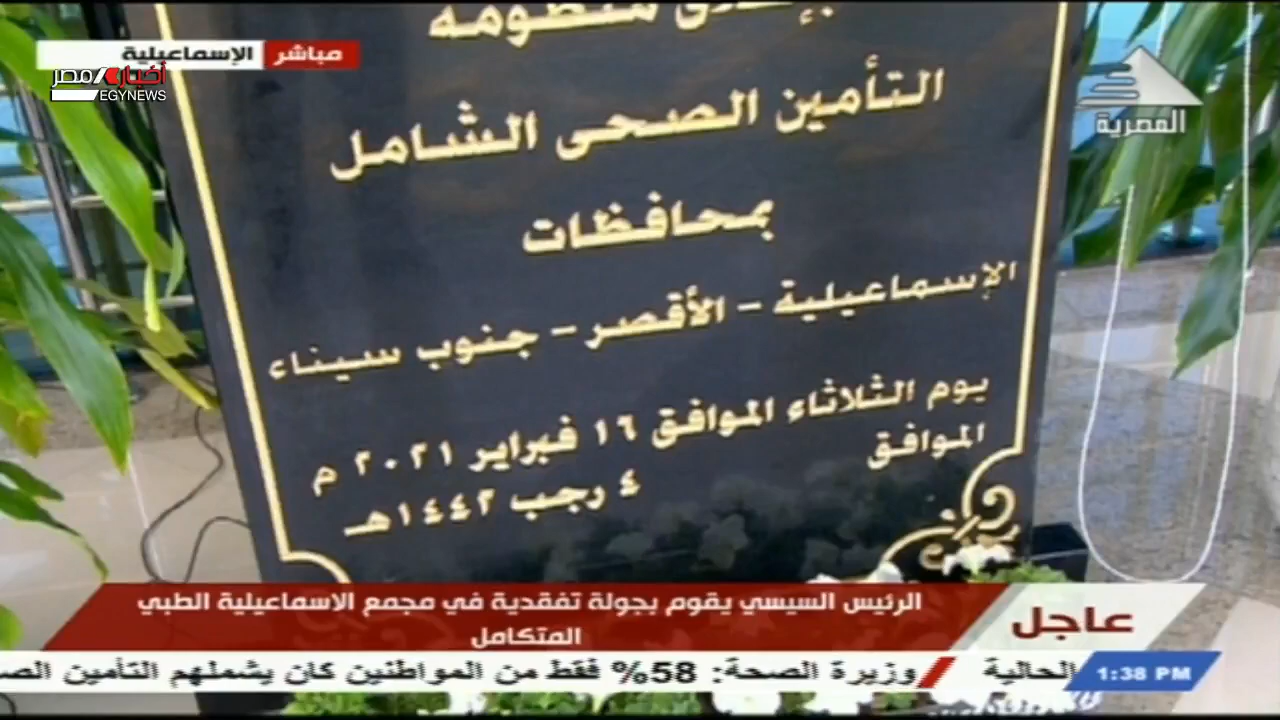 مباشر الإسماعيلية
أخبار مصر
EGYNEWS
المصرية
منظومة
التأمين الصحى الشامل
بمحافظات
الإسماعيلية - الأقصر - جنوب سيناء
يوم الثلاثاء الموافق ١٦ فبراير ٢٠٢١ م
الموافق ٤ رجب ١٤٤٢هـ
عاجل
الرئيس السيسي يقوم بجولة تفقدية في مجمع الاسماعيلية الطبي
المتكامل
1:38 PM
الحالية / وزيرة الصحة: 58% فقط من المواطنين كان يشملهم التأمين الص